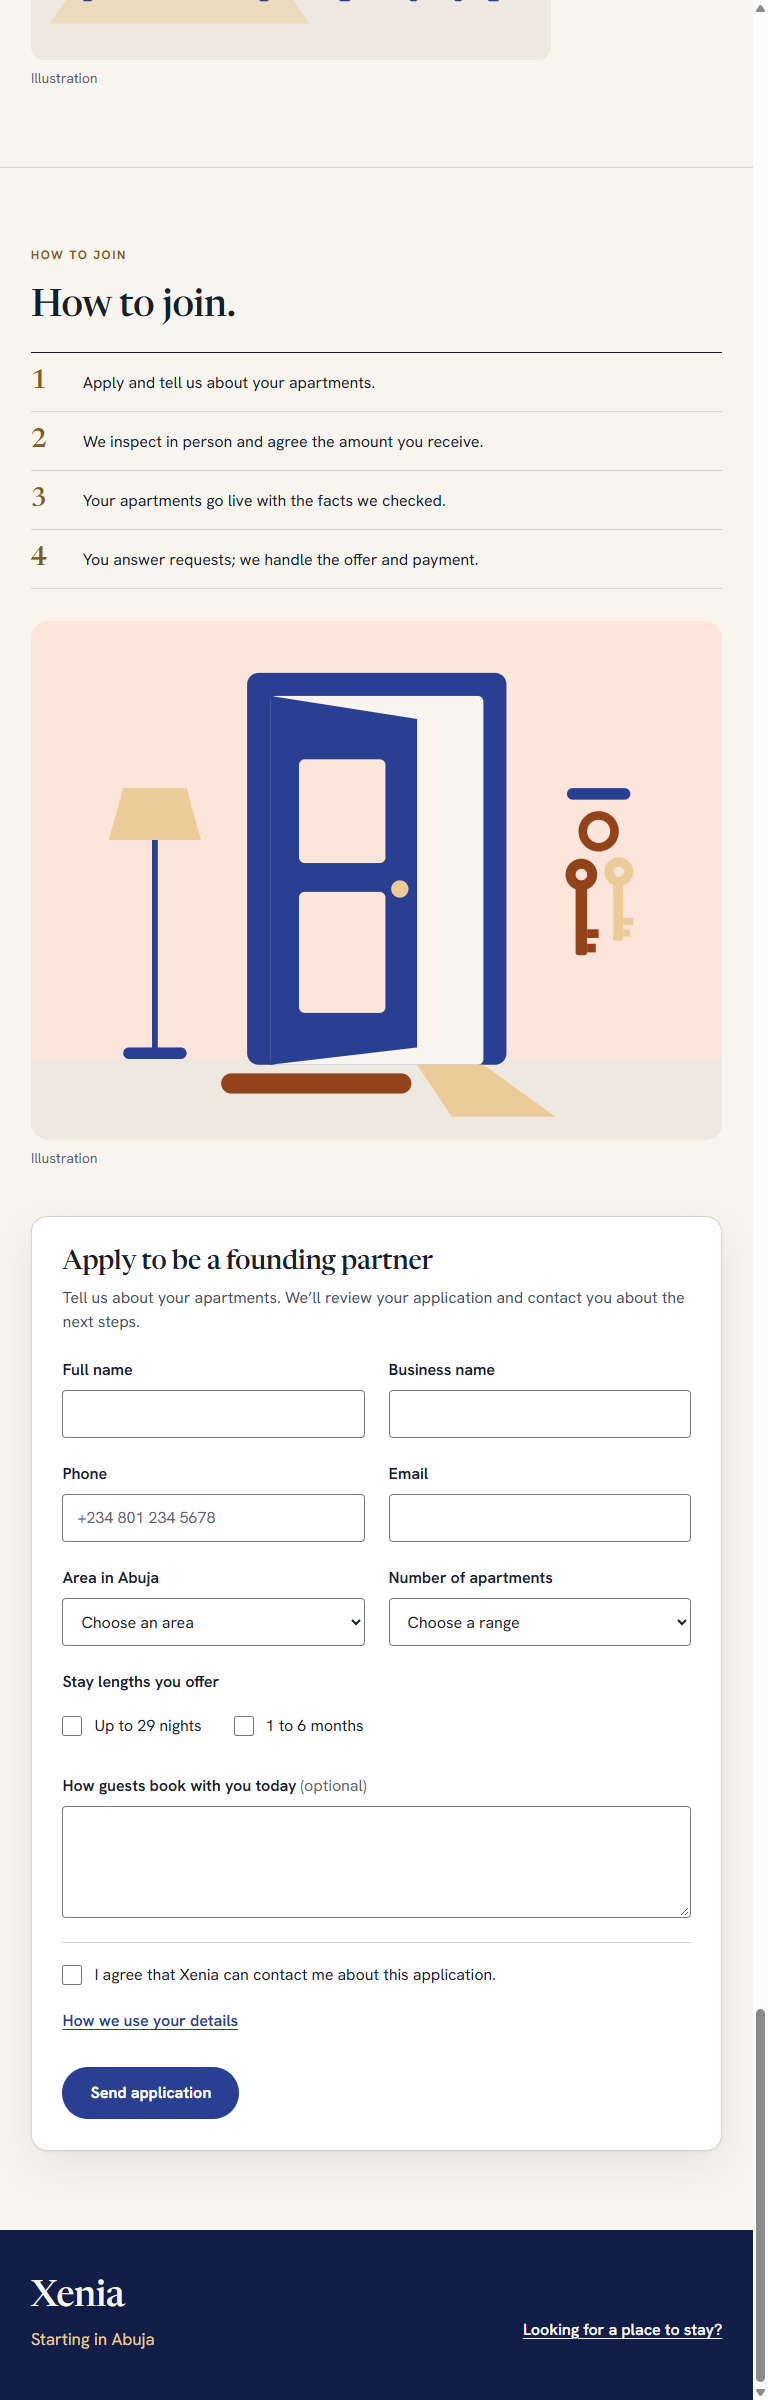 Illustration
HOW TO JOIN
How to join.
1 Apply and tell us about your apartments.
2 We inspect in person and agree the amount you receive.
3 Your apartments go live with the facts we checked.
4 You answer requests; we handle the offer and payment.
Illustration
Apply to be a founding partner
Tell us about your apartments. We’ll review your application and contact you about the
next steps.
Full name
Business name
Phone
Email
+234 801 234 5678
Area in Abuja
Number of apartments
Choose an area
Choose a range
Stay lengths you offer
Up to 29 nights
1 to 6 months
How guests book with you today (optional)
I agree that Xenia can contact me about this application.
How we use your details
Send application
Xenia
Starting in Abuja
Looking for a place to stay?